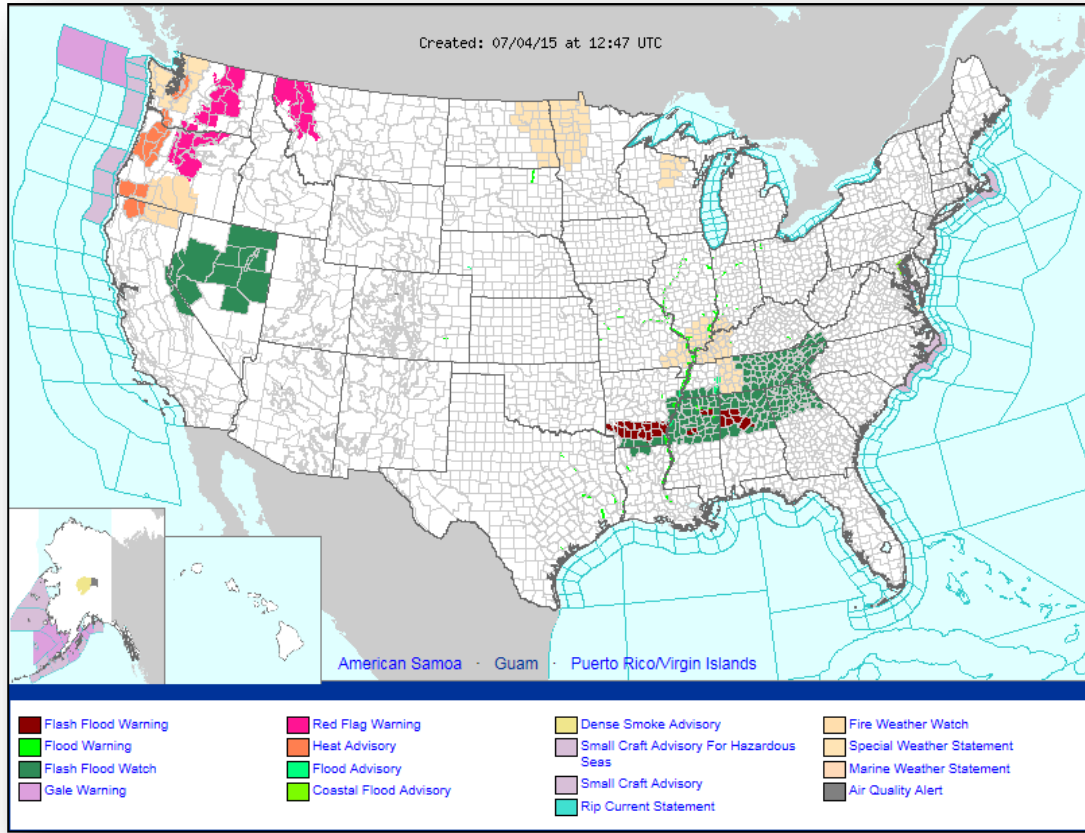 Created: 07/04/15 at 12:47 UTC
American Samoa · Guam · Puerto Rico/Virgin Islands
Flash Flood Warning
Flood Warning
Flash Flood Watch
Gale Warning
Red Flag Warning
Heat Advisory
Flood Advisory
Coastal Flood Advisory
Dense Smoke Advisory
Small Craft Advisory For Hazardous
Seas
Small Craft Advisory
Rip Current Statement
Fire Weather Watch
Special Weather Statement
Marine Weather Statement
Air Quality Alert